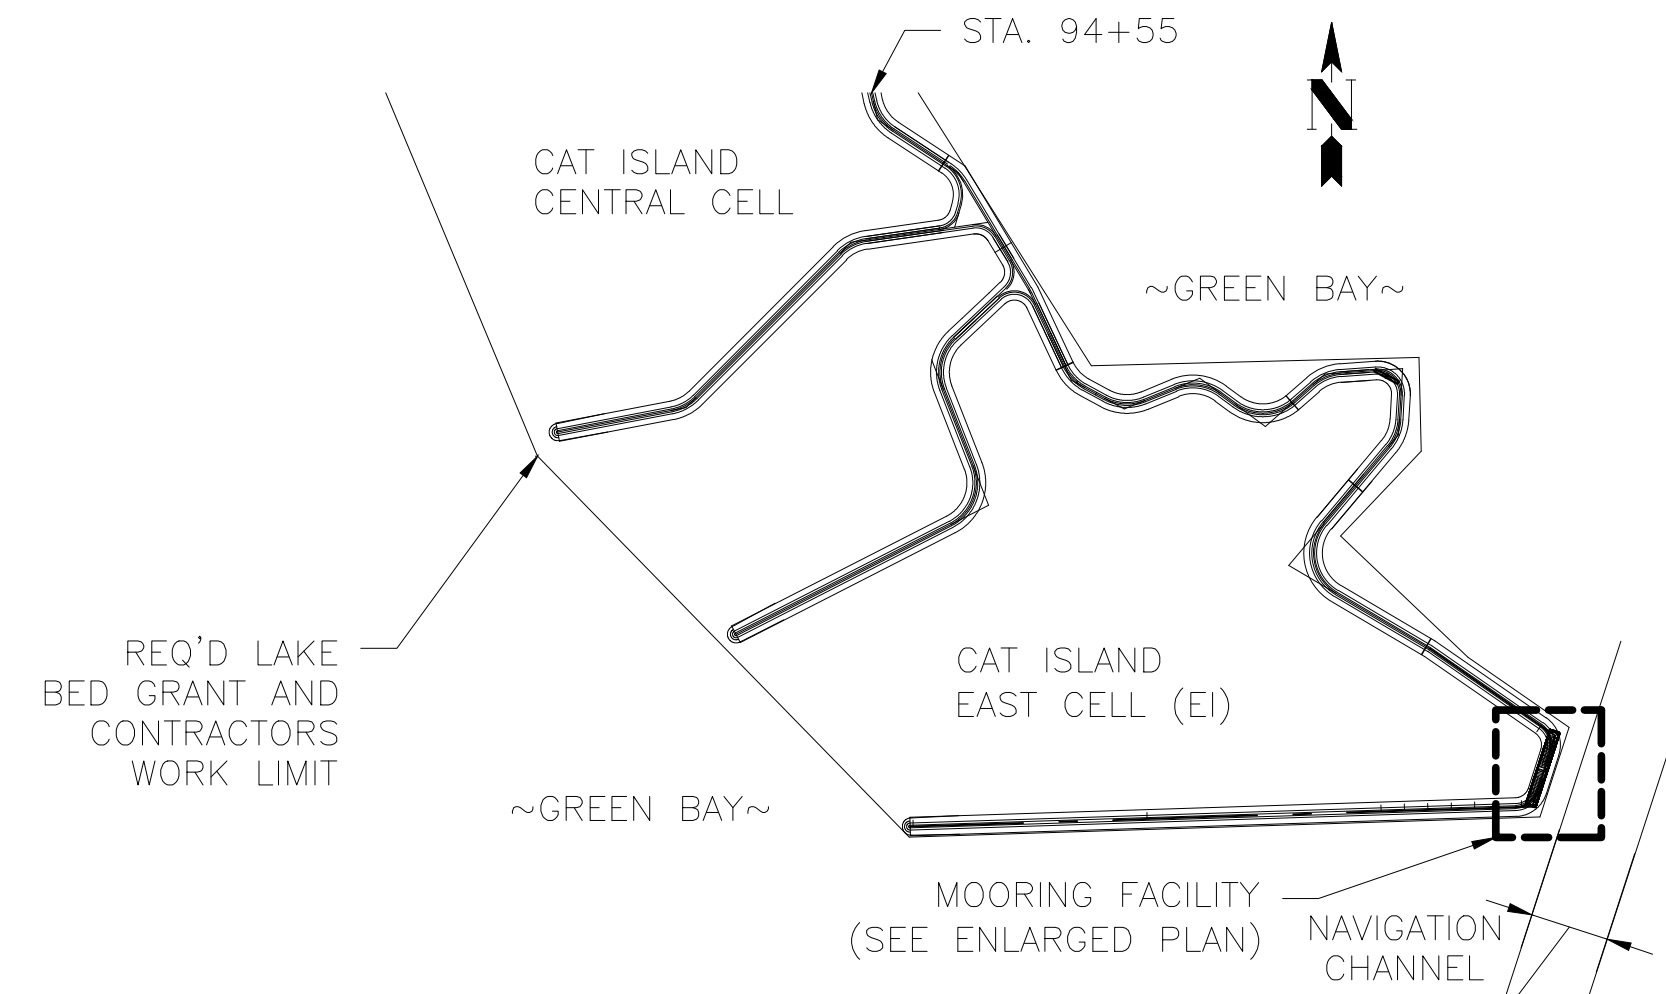 STA. 94+55
N
CAT ISLAND
CENTRAL CELL
~GREEN BAY~
REQ'D LAKE
BED GRANT AND
CONTRACTORS
WORK LIMIT
CAT ISLAND
EAST CELL (EI)
~GREEN BAY~
MOORING FACILITY
(SEE ENLARGED PLAN)
NAVIGATION
CHANNEL